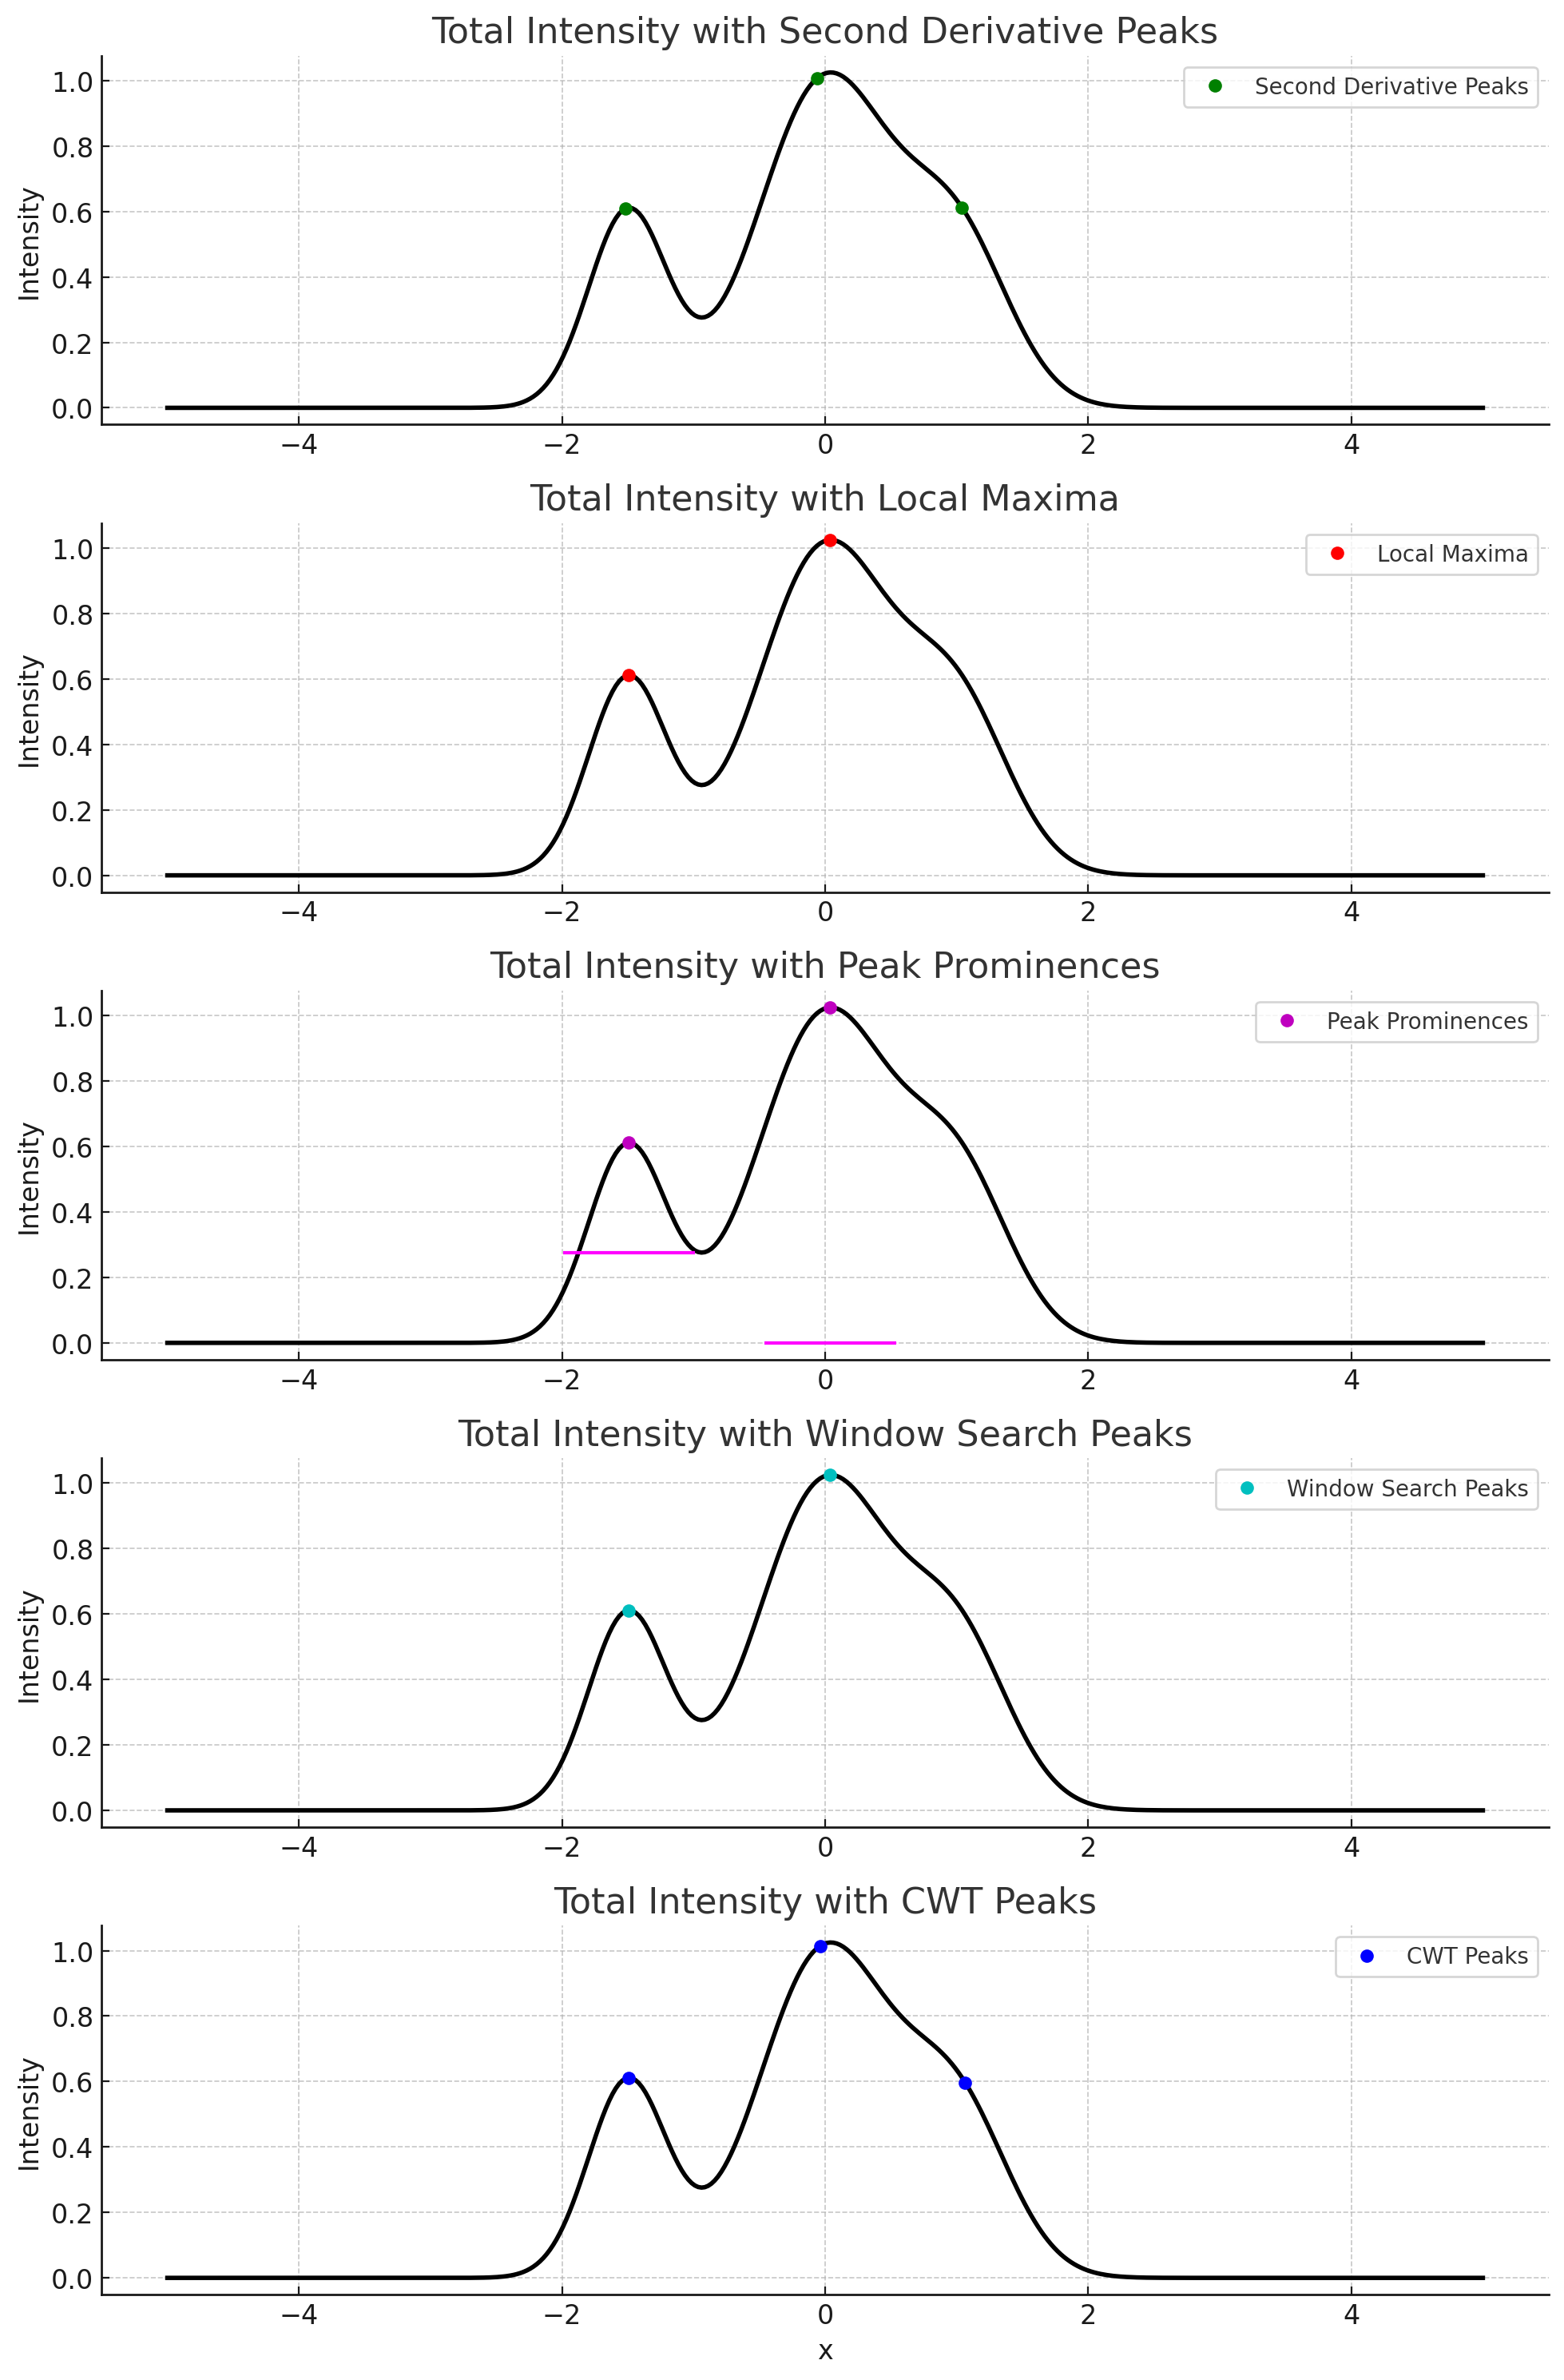 Total Intensity with Second Derivative Peaks
Second Derivative Peaks
Intensity
1.0
0.8
0.6
0.4
0.2
0.0
−4 −2 0 2 4
Total Intensity with Local Maxima
Local Maxima
Intensity
1.0
0.8
0.6
0.4
0.2
0.0
−4 −2 0 2 4
Total Intensity with Peak Prominences
Peak Prominences
Intensity
1.0
0.8
0.6
0.4
0.2
0.0
−4 −2 0 2 4
Total Intensity with Window Search Peaks
Window Search Peaks
Intensity
1.0
0.8
0.6
0.4
0.2
0.0
−4 −2 0 2 4
Total Intensity with CWT Peaks
CWT Peaks
Intensity
1.0
0.8
0.6
0.4
0.2
0.0
−4 −2 0 2 4
x